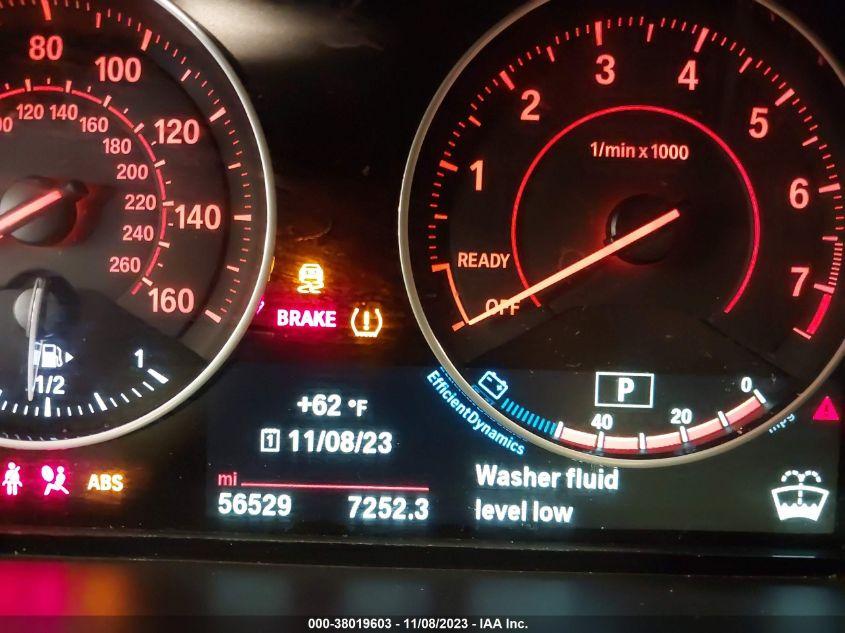 80
100
120
140
160
120
140
160
180
200
220
240
260
1/2
1
BRAKE
ABS
+62 °F
1 11/08/23
mi
56529 7252.3
1
2
3
4
5
6
7
1/min x 1000
READY
OFF
P
EfficientDynamics
40
20
0
mpg
Washer fluid
level low
000-38019603 - 11/08/2023 - IAA Inc.